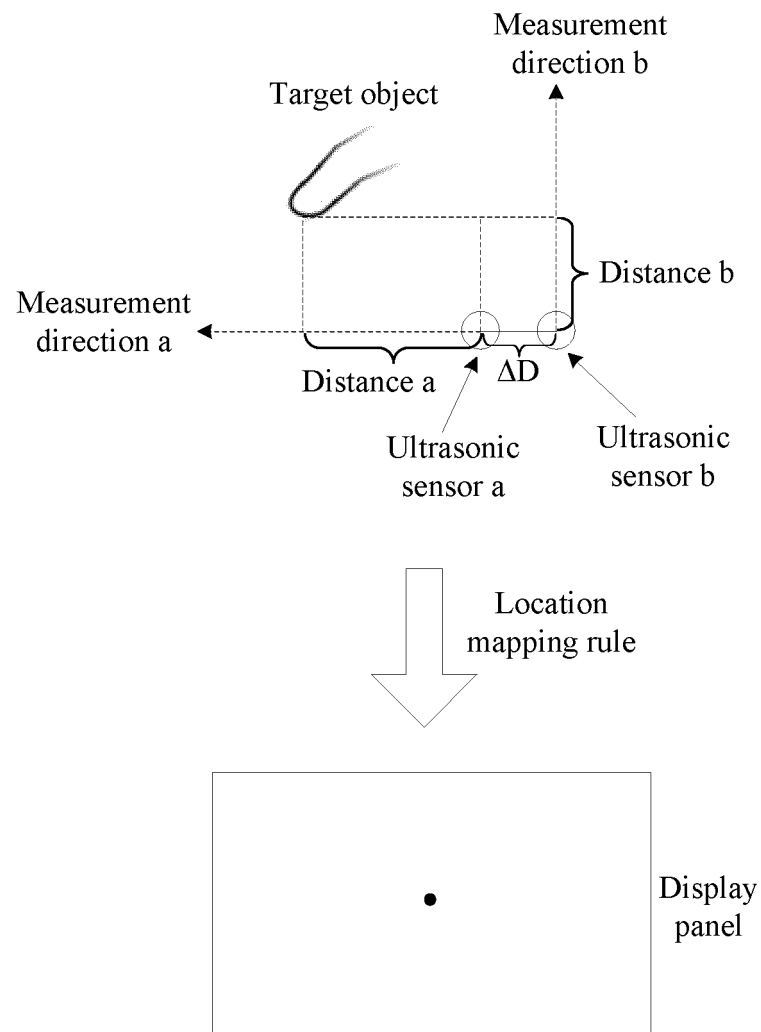 Measurement
direction b
Target object
Distance b
Measurement
direction a
Distance a
ΔD
Ultrasonic
sensor a
Ultrasonic
sensor b
Location
mapping rule
Display
panel